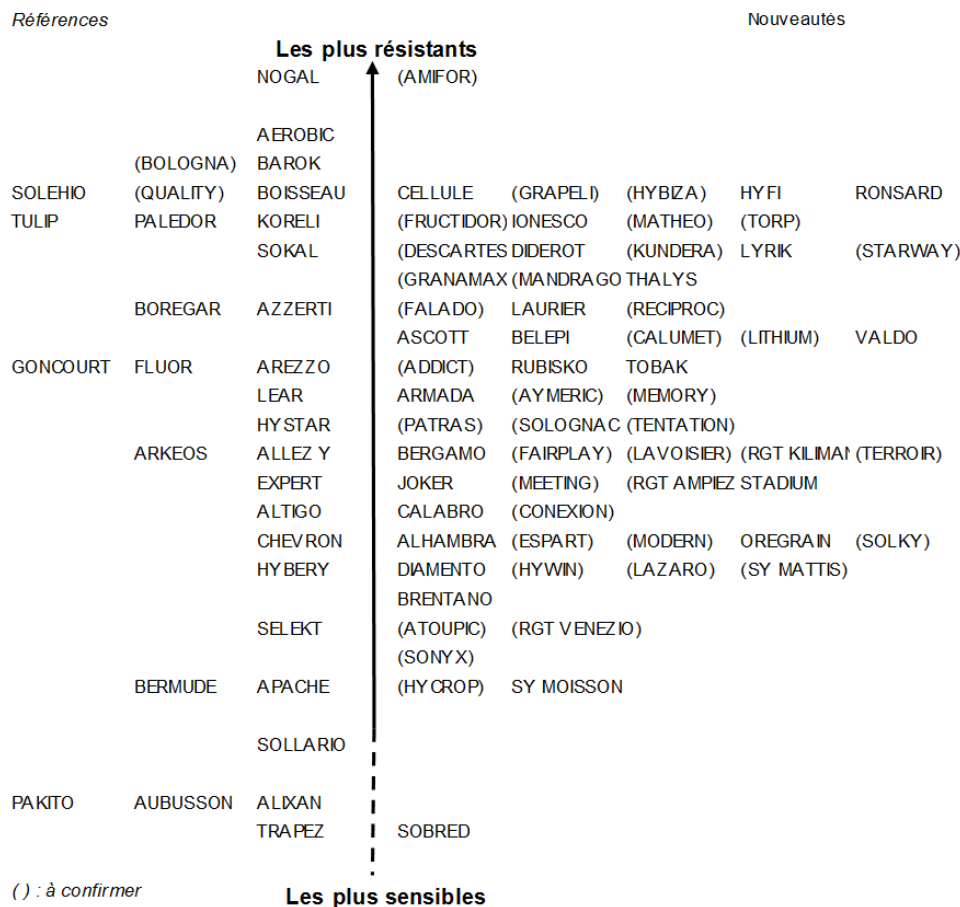 Références Nouveautés
Les plus résistants
NOGAL (AMIFOR)
AEROBIC
(BOLOGNA) BAROK
SOLEHIO (QUALITY) BOISSEAU CELLULE (GRAPELI) (HYBIZA) HYFI RONSARD
TULIP PALEDOR KORELI (FRUCTIDOR) IONESCO (MATHEO) (TORP)
SOKAL (DESCARTES DIDEROT (KUNDERA) LYRIK (STARWAY)
(GRANAMAX (MANDRAGO THALYS
BOREGAR AZZERTI (FALADO) LAURIER (RECIPROC)
ASCOTT BELEPI (CALUMET) (LITHIUM) VALDO
GONCOURT FLUOR AREZZO (ADDICT) RUBISKO TOBAK
LEAR ARMADA (AYMERIC) (MEMORY)
HYSTAR (PATRAS) (SOLOGNAC (TENTATION)
ARKEOS ALLEZ Y BERGAMO (FAIRPLAY) (LAVOISIER) (RGT KILIMAN (TERROIR)
EXPERT JOKER (MEETING) (RGT AMPIEZ STADIUM
ALTIGO CALABRO (CONEXION)
CHEVRON ALHAMBRA (ESPART) (MODERN) OREGRAIN (SOLKY)
HYBERY DIAMENTO (HYWIN) (LAZARO) (SY MATTIS)
BRENTANO
SELEKT (ATOUPIC) (RGT VENEZIO)
(SONYX)
BERMUDE APACHE (HYCROP) SY MOISSON
SOLLARIO
PAKITO AUBUSSON ALIXAN
TRAPEZ SOBRED
( ) : à confirmer
Les plus sensibles